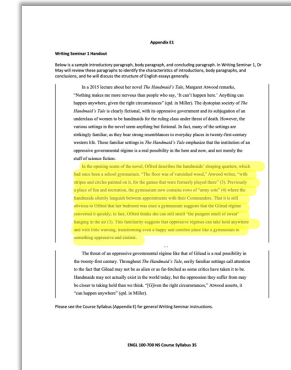 Appendix E1
Writing Seminar 1 Handout
Below is a sample introductory paragraph, body paragraph, and concluding paragraph. In Writing Seminar 1, Dr
May will review these paragraphs to identify the characteristics of introductions, body paragraphs, and
conclusions, and he will discuss the structure of English essays generally.
In a 2015 lecture about her novel The Handmaid's Tale, Margaret Atwood remarks,
"Nothing makes me more nervous than people who say, 'It can't happen here.' Anything can
happen anywhere, given the right circumstances" (qtd. in Miller). The dystopian society of The
Handmaid's Tale is clearly fictional, with its oppressive government and its subjugation of an
underclass of women to be handmaids for the ruling class under threat of death. However, the
various settings in the novel seem anything but fictional. In fact, many of the settings are
strikingly familiar, as they bear strong resemblances to everyday places in twenty-first century
western life. These familiar settings in The Handmaid's Tale emphasize that the institution of an
oppressive governmental regime is a real possibility in the here and now, and not merely the
stuff of science fiction.
In the opening scene of the novel, Offred describes the handmaids' sleeping quarters, which
had once been a school gymnasium. "The floor was of varnished wood," Atwood writes, "with
stripes and circles painted on it, for the games that were formerly played there" (3). Previously
a place of fun and recreation, the gymnasium now contains rows of "army cots" (4) where the
handmaids silently languish between appointments with their Commanders. That it is still
obvious to Offred that her bedroom was once a gymnasium suggests that the Gilead regime
converted it quickly; in fact, Offred thinks she can still smell "the pungent smell of sweat"
hanging in the air (3). This familiarity suggests that oppressive regimes can take hold anywhere
and with little warning, transforming even a happy and carefree place like a gymnasium to
something oppressive and sinister.
...
The threat of an oppressive governmental regime like that of Gilead is a real possibility in
the twenty-first century. Throughout The Handmaid's Tale, eerily familiar settings call attention
to the fact that Gilead may not be as alien or as far-fetched as some critics have taken it to be.
Handmaids may not actually exist in the world today, but the oppression they suffer from may
be closer to taking hold than we think. "[G]iven the right circumstances," Atwood asserts, it
"can happen anywhere" (qtd. in Miller).
Please see the Course Syllabus (Appendix E) for general Writing Seminar instructions.
ENGL 100-700 NS Course Syllabus 35